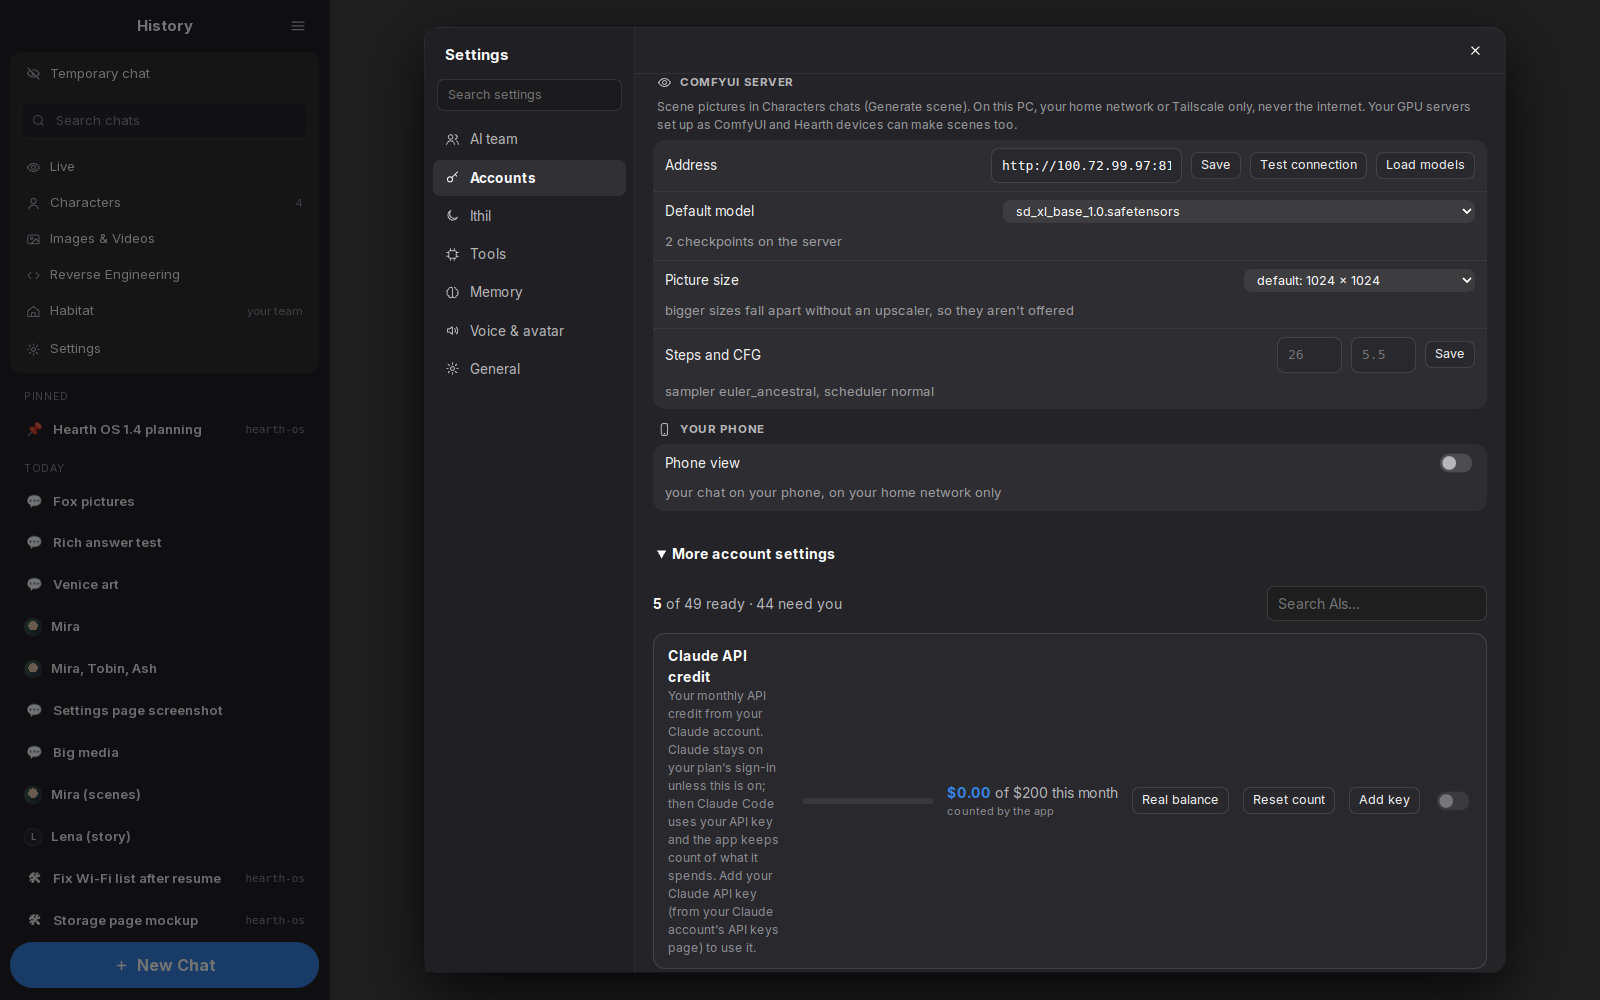 History
Temporary chat
Search chats
Live
Characters 4
Images & Videos
Reverse Engineering
Habitat your team
Settings
PINNED
Hearth OS 1.4 planning hearth-os
TODAY
Fox pictures
Rich answer test
Venice art
Mira
Mira, Tobin, Ash
Settings page screenshot
Big media
Mira (scenes)
L Lena (story)
Fix Wi-Fi list after resume hearth-os
Storage page mockup hearth-os
+ New Chat
Settings
Search settings
AI team
Accounts
Ithil
Tools
Memory
Voice & avatar
General
COMFYUI SERVER
Scene pictures in Characters chats (Generate scene). On this PC, your home network or Tailscale only, never the internet. Your GPU servers
set up as ComfyUI and Hearth devices can make scenes too.
Address http://100.72.99.97:81 Save Test connection Load models
Default model sd_xl_base_1.0.safetensors
2 checkpoints on the server
Picture size default: 1024 × 1024
bigger sizes fall apart without an upscaler, so they aren't offered
Steps and CFG 26 5.5 Save
sampler euler_ancestral, scheduler normal
YOUR PHONE
Phone view
your chat on your phone, on your home network only
▼ More account settings
5 of 49 ready · 44 need you Search AIs...
Claude API
credit
Your monthly API
credit from your
Claude account.
Claude stays on
your plan's sign-in
unless this is on;
then Claude Code
uses your API key
and the app keeps
count of what it
spends. Add your
Claude API key
(from your Claude
account's API keys
page) to use it.
$0.00 of $200 this month
counted by the app
Real balance Reset count Add key